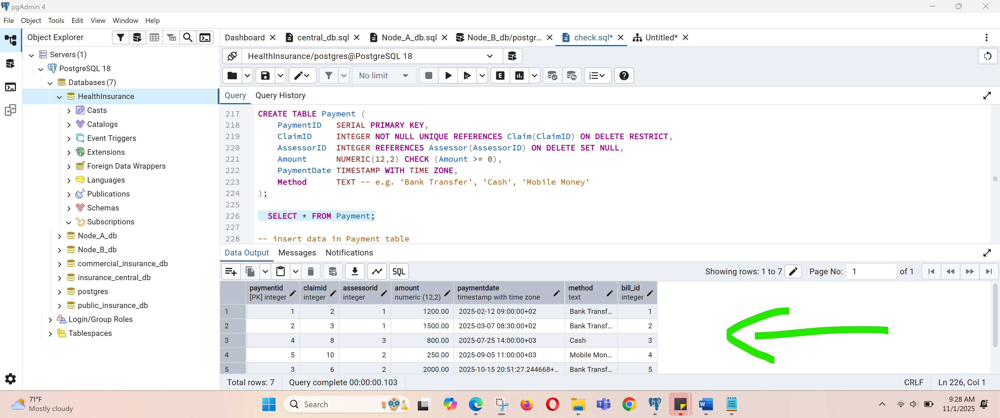 pgAdmin 4
File Object Tools Edit View Window Help
Object Explorer
Dashboard central_db.sql Node_A_db.sql Node_B_db/postgr... check.sql* Untitled*
Servers (1)
PostgreSQL 18
Databases (7)
HealthInsurance
Casts
Catalogs
Event Triggers
Extensions
Foreign Data Wrappers
Languages
Publications
Schemas
Subscriptions
Node_A_db
Node_B_db
commercial_insurance_db
insurance_central_db
postgres
public_insurance_db
Login/Group Roles
Tablespaces
HealthInsurance/postgres@PostgreSQL 18
No limit E
Query Query History
217 CREATE TABLE Payment (
218 PaymentID SERIAL PRIMARY KEY,
219 ClaimID INTEGER NOT NULL UNIQUE REFERENCES Claim(ClaimID) ON DELETE RESTRICT,
220 AssessorID INTEGER REFERENCES Assessor(AssessorID) ON DELETE SET NULL,
221 Amount NUMERIC(12,2) CHECK (Amount >= 0),
222 PaymentDate TIMESTAMP WITH TIME ZONE,
223 Method TEXT -- e.g. 'Bank Transfer', 'Cash', 'Mobile Money'
224 );
225
226 SELECT * FROM Payment;
227
228 -- insert data in Payment table
Data Output Messages Notifications
SQL Showing rows: 1 to 7 Page No: 1 of 1
paymentid claimid assessorid amount paymentdate method bill_id
[PK] integer integer integer numeric (12,2) timestamp with time zone text integer
1 1 2 1 1200.00 2025-02-12 09:00:00+02 Bank Transf... 1
2 2 3 1 1500.00 2025-03-07 08:30:00+02 Bank Transf... 2
3 4 8 3 800.00 2025-07-25 14:00:00+03 Cash 3
4 5 10 2 250.00 2025-09-05 11:00:00+03 Mobile Mon... 4
5 3 6 2 2000.00 2025-10-15 20:51:27.244668+... Bank Transf... 5
Total rows: 7 Query complete 00:00:00.103 CRLF Ln 226, Col 1
71°F
Mostly cloudy
Search
9:28 AM
11/1/2025